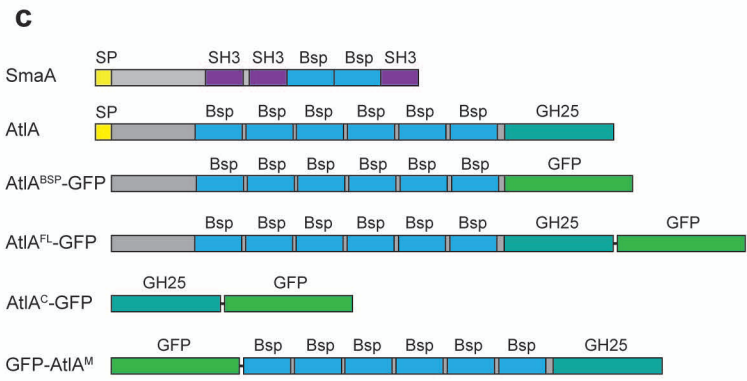 c
SP SH3 SH3 Bsp Bsp SH3
SmaA
SP Bsp Bsp Bsp Bsp Bsp Bsp GH25
AtlA
Bsp Bsp Bsp Bsp Bsp Bsp GFP
AtlA^BSP-GFP
Bsp Bsp Bsp Bsp Bsp Bsp GH25 GFP
AtlA^FL-GFP
GH25 GFP
AtlA^C-GFP
GFP Bsp Bsp Bsp Bsp Bsp Bsp GH25
GFP-AtlA^M